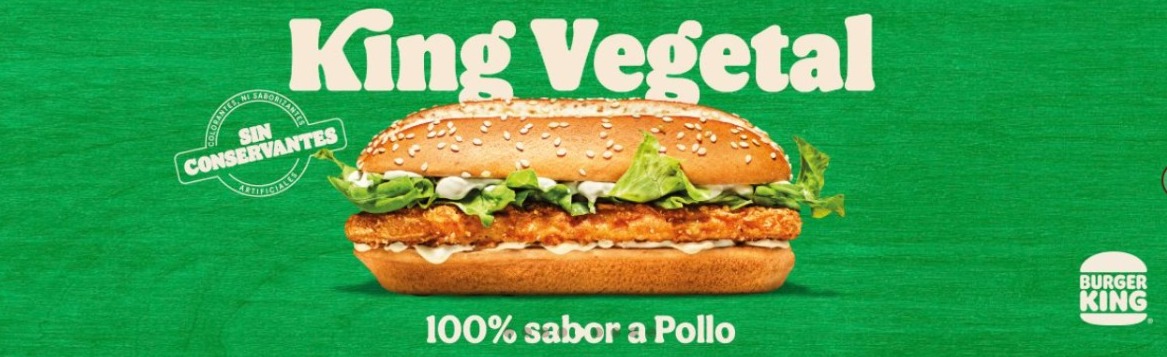 King Vegetal
COLORANTES, NI SABORIZANTES
SIN
CONSERVANTES
ARTIFICIALES
100% sabor a Pollo
BURGER
KING
®